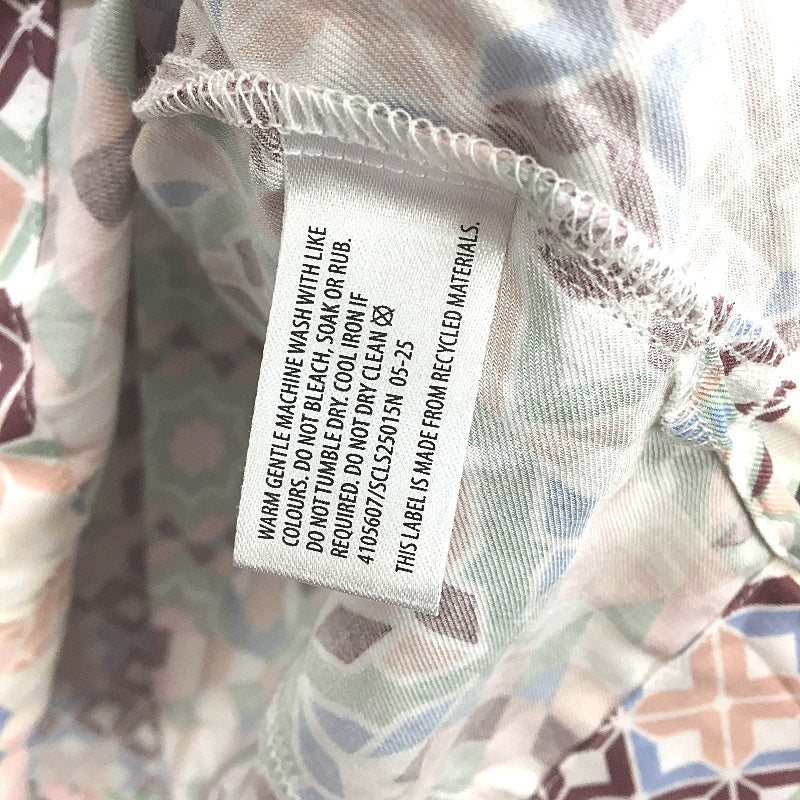 WARM GENTLE MACHINE WASH WITH LIKE
COLOURS. DO NOT BLEACH, SOAK OR RUB.
DO NOT TUMBLE DRY. COOL IRON IF
REQUIRED. DO NOT DRY CLEAN
4105607/SCLS25015N 05-25
THIS LABEL IS MADE FROM RECYCLED MATERIALS.